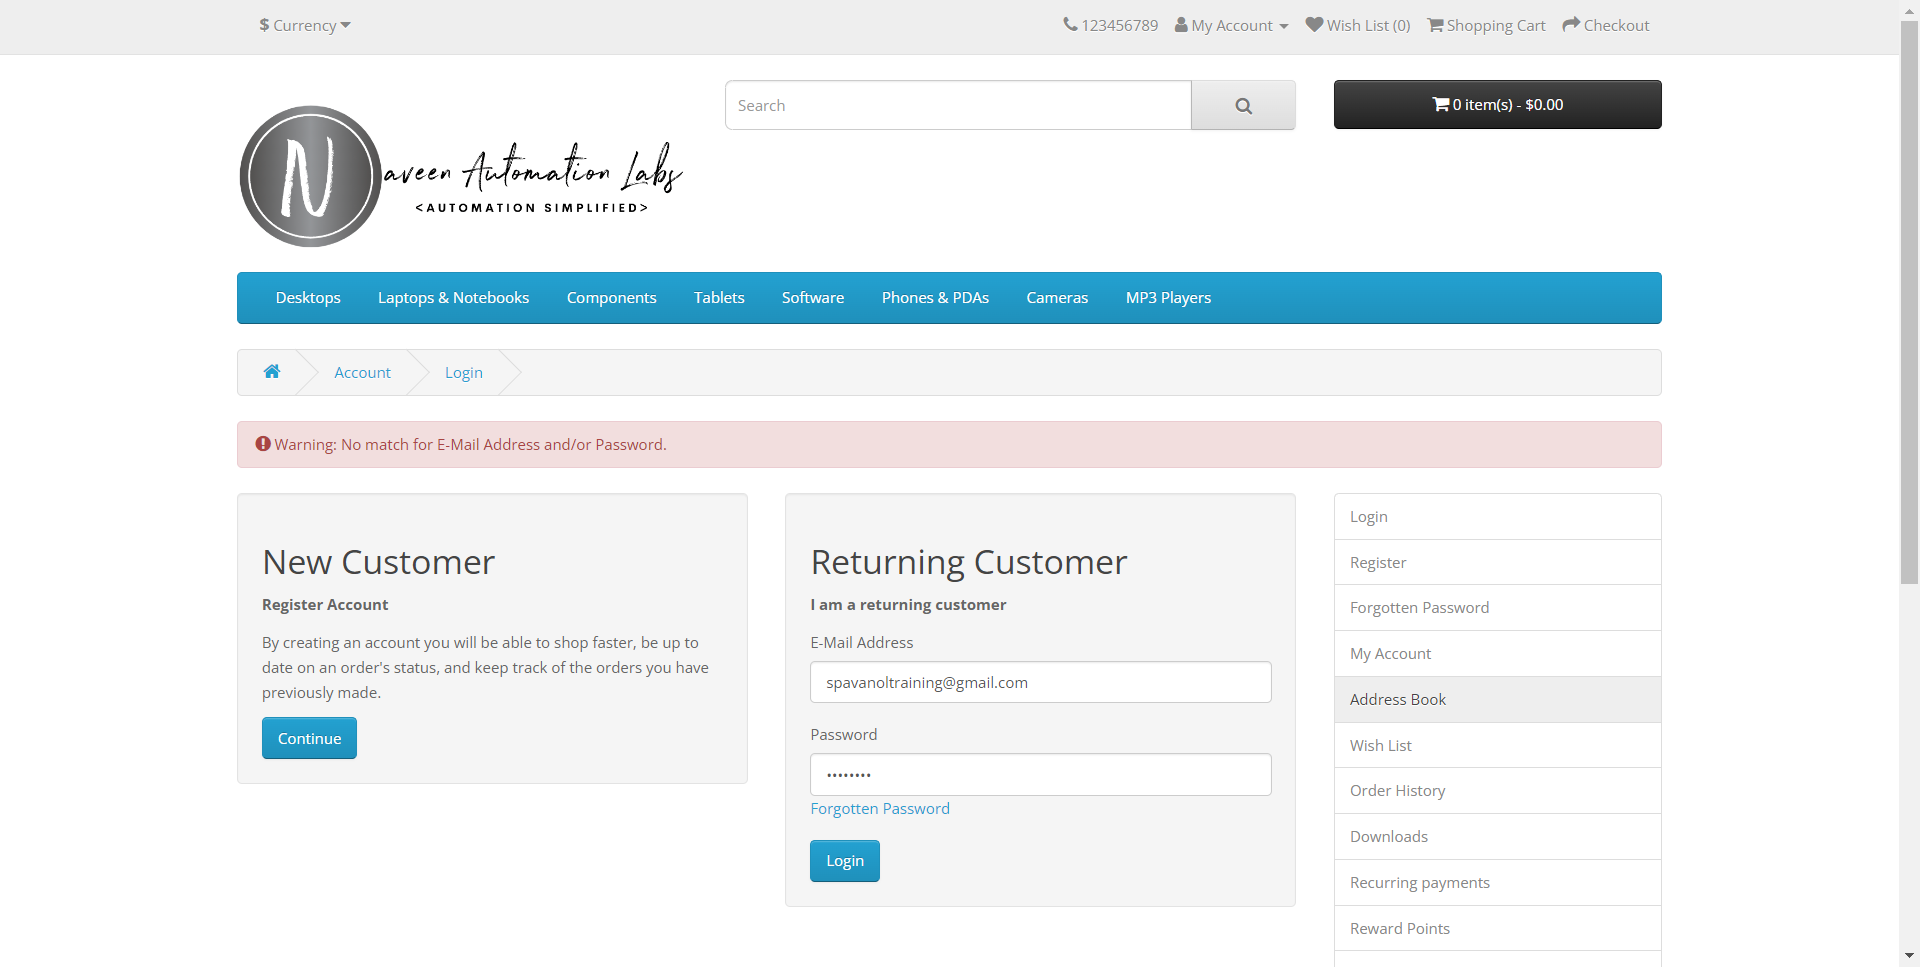 $ Currency
123456789 My Account Wish List (0) Shopping Cart Checkout
Search
0 item(s) - $0.00
Naveen Automation Labs
<AUTOMATION SIMPLIFIED>
Desktops Laptops & Notebooks Components Tablets Software Phones & PDAs Cameras MP3 Players
Account Login
Warning: No match for E-Mail Address and/or Password.
New Customer
Register Account
By creating an account you will be able to shop faster, be up to
date on an order's status, and keep track of the orders you have
previously made.
Continue
Returning Customer
I am a returning customer
E-Mail Address
spavanoltraining@gmail.com
Password
••••••••
Forgotten Password
Login
Login
Register
Forgotten Password
My Account
Address Book
Wish List
Order History
Downloads
Recurring payments
Reward Points